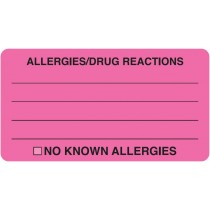 ALLERGIES/DRUG REACTIONS
NO KNOWN ALLERGIES